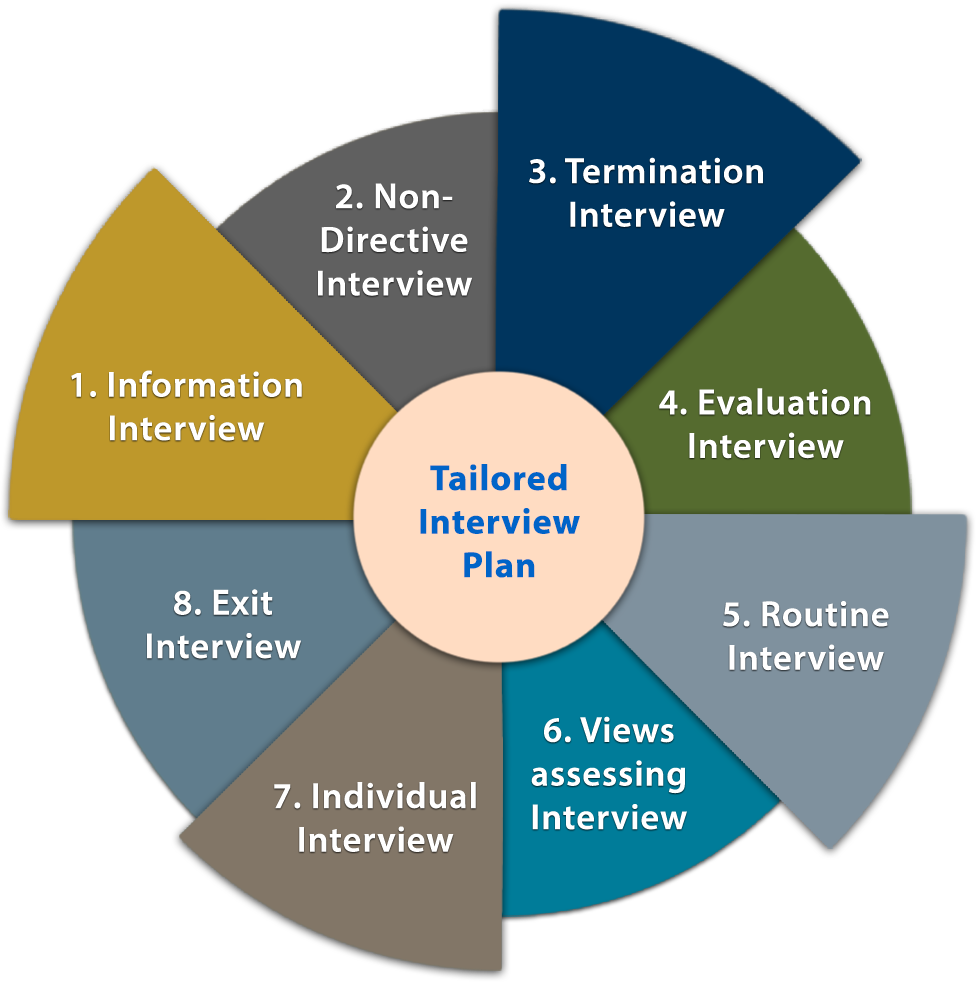 3. Termination
Interview
2. Non-
Directive
Interview
1. Information
Interview
4. Evaluation
Interview
Tailored
Interview
Plan
8. Exit
Interview
5. Routine
Interview
6. Views
assessing
Interview
7. Individual
Interview